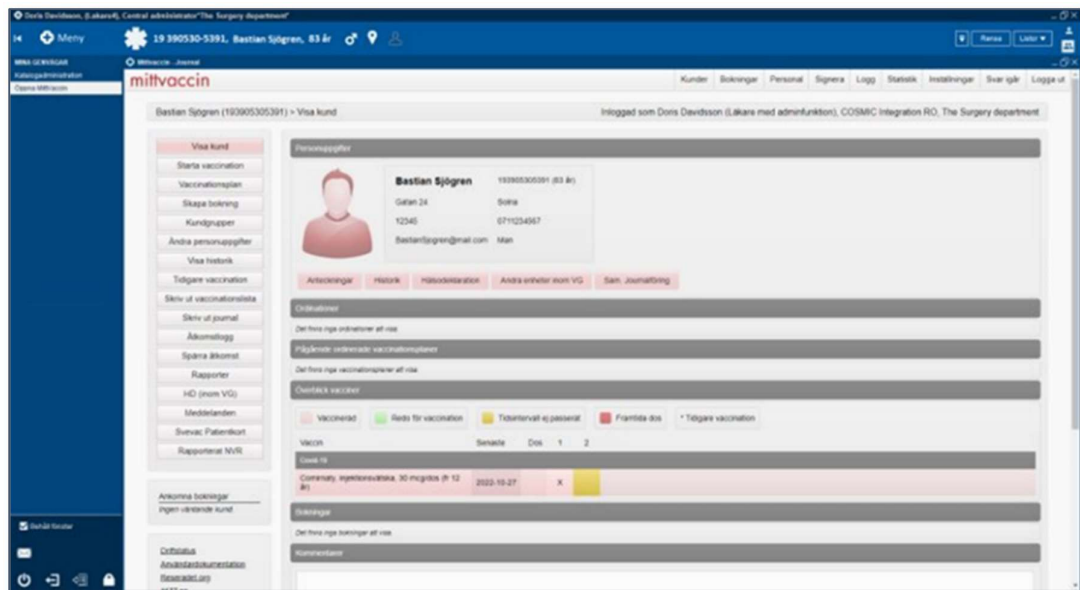 Doris Davidsson, (Läkare4), Central administrator"The Surgery department"
Meny
19 390530-5391, Bastian Sjögren, 83 år
Rensa
Listor
MINA GENVÄGAR
Katalogadministration
Öppna Mittvaccin
Mittvaccin - Journal
mittvaccin
Kunder Bokningar Personal Signera Logg Statistik Inställningar Svar igår Logga ut
Bastian Sjögren (193905305391) > Visa kund
Inloggad som Doris Davidsson (Läkare med adminfunktion), COSMIC Integration RO, The Surgery department
Visa kund
Starta vaccination
Vaccinationsplan
Skapa bokning
Kundgrupper
Ändra personuppgifter
Visa historik
Tidigare vaccination
Skriv ut vaccinationslista
Skriv ut journal
Åtkomstlogg
Spärra åtkomst
Rapporter
HD (inom VG)
Meddelanden
Svevac Patientkort
Rapporterat NVR
Ankomna bokningar
Ingen väntande kund
Driftstatus
Användardokumentation
Reseradet.org
Personuppgifter
Bastian Sjögren 193905305391 (83 år)
Gatan 24 Solna
12345 0711234567
BastianSjogren@mail.com Man
Anteckningar Historik Hälsodeklaration Andra enheter inom VG Sam. Journalföring
Ordinationer
Det finns inga ordinationer att visa
Pågående ordinerade vaccinationsplaner
Det finns inga vaccinationsplaner att visa
Överblick vacciner
Vaccinerad Redo för vaccination Tidsintervall ej passerat Framtida dos * Tidigare vaccination
Vaccin Senaste Dos 1 2
Covid-19
Comirnaty, injektionsvätska, 30 mcg/dos (fr 12 år) 2022-10-27 X
Bokningar
Det finns inga bokningar att visa
Kommentarer
Behåll fönster